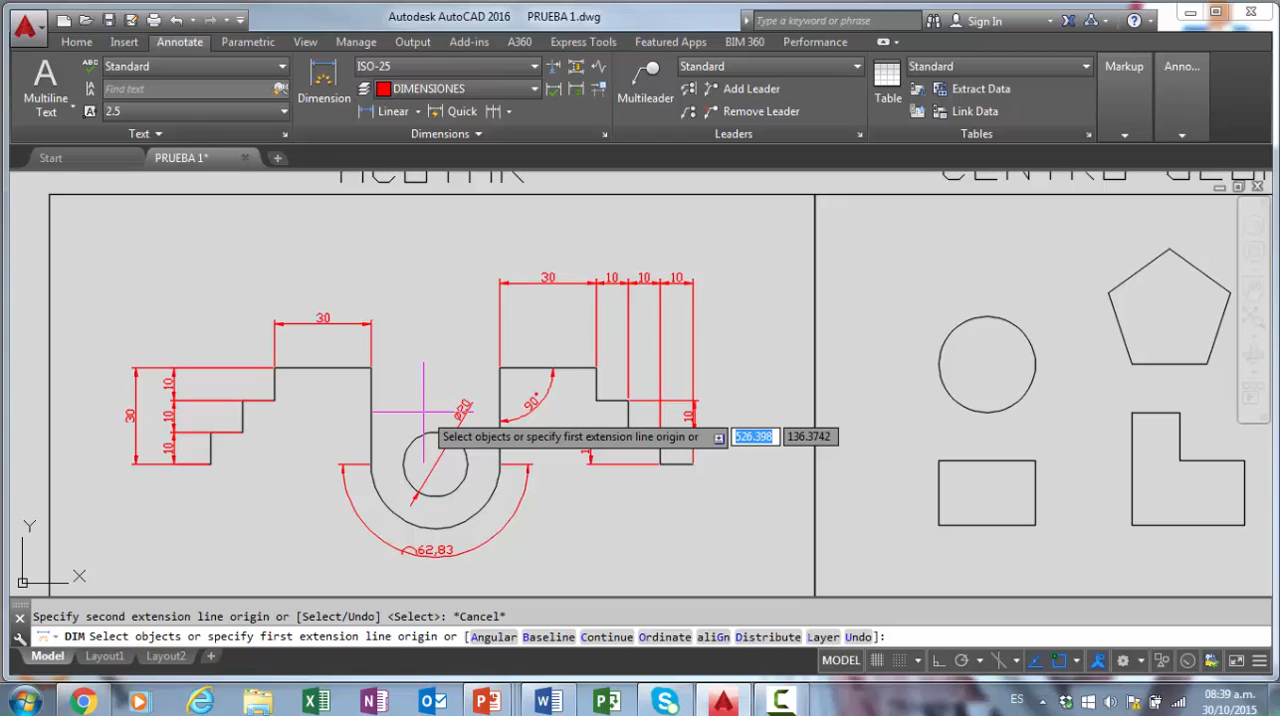 Autodesk AutoCAD 2016 PRUEBA 1.dwg
Type a keyword or phrase
Sign In
Home Insert Annotate Parametric View Manage Output Add-ins A360 Express Tools Featured Apps BIM 360 Performance
A
Multiline
Text
ABC
Standard
Find text
2.5
Text
Dimension
ISO-25
DIMENSIONES
Linear Quick
Dimensions
Multileader
Standard
Add Leader
Remove Leader
Leaders
Table
Standard
Extract Data
Link Data
Tables
Markup
Anno...
Start PRUEBA 1*
30 10 10 10
30
10
30
10
10
Ø20
90°
10
Select objects or specify first extension line origin or 526.398 136.3742
62,83
Y
X
Specify second extension line origin or [Select/Undo] <Select>: *Cancel*
DIM Select objects or specify first extension line origin or [Angular Baseline Continue Ordinate aliGn Distribute Layer Undo]:
Model Layout1 Layout2 +
MODEL
ES
08:39 a.m.
30/10/2015